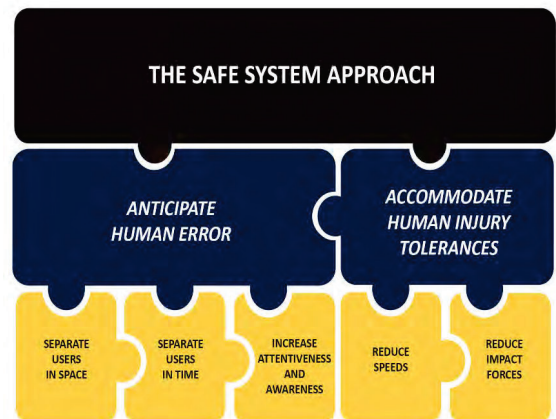 THE SAFE SYSTEM APPROACH
ANTICIPATE
HUMAN ERROR
ACCOMMODATE
HUMAN INJURY
TOLERANCES
SEPARATE
USERS
IN SPACE
SEPARATE
USERS
IN TIME
INCREASE
ATTENTIVENESS
AND
AWARENESS
REDUCE
SPEEDS
REDUCE
IMPACT
FORCES